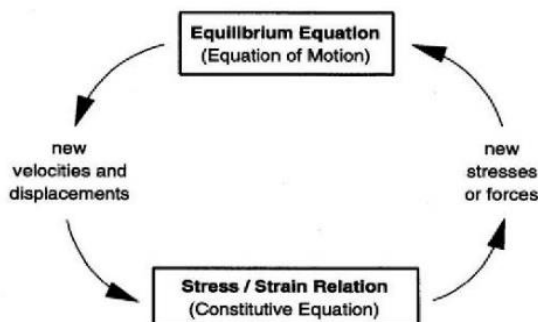 Equilibrium Equation
(Equation of Motion)
new
velocities and
displacements
new
stresses
or forces
Stress / Strain Relation
(Constitutive Equation)